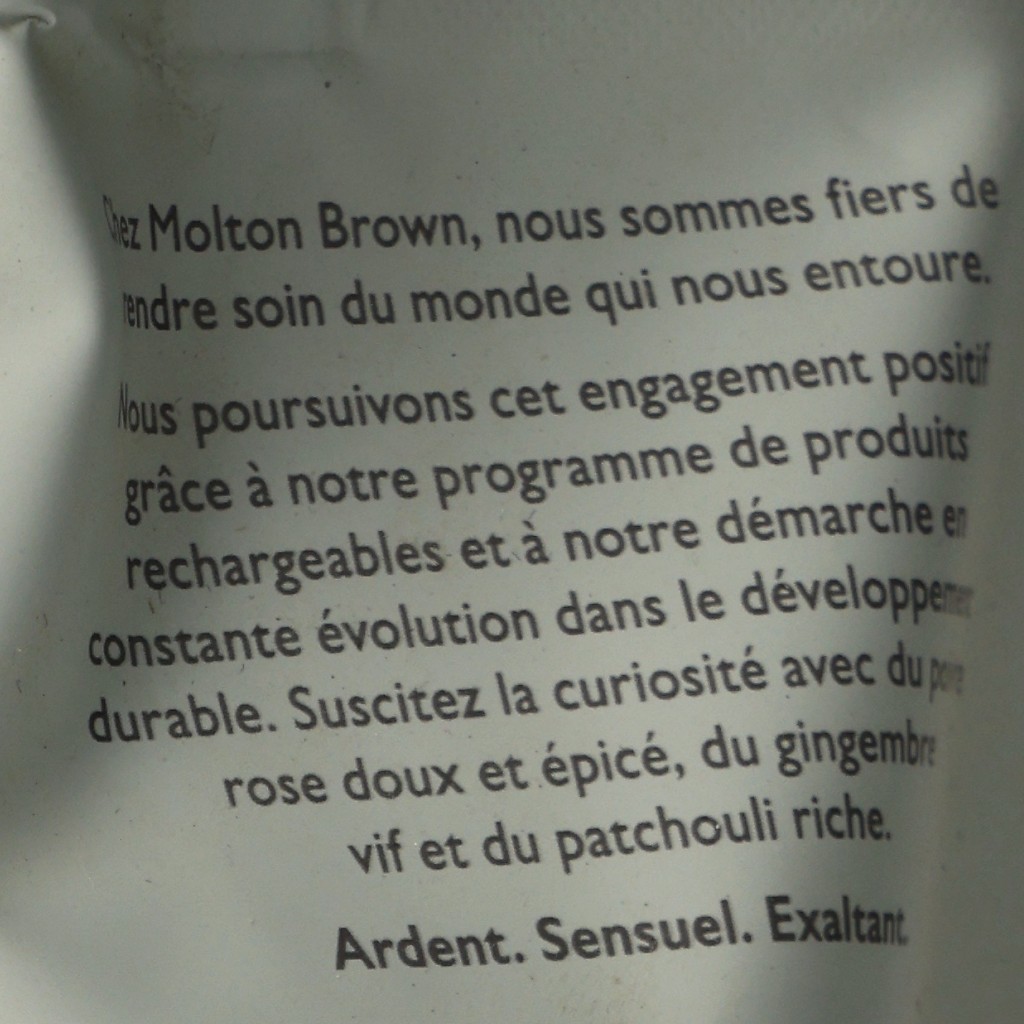 Chez Molton Brown, nous sommes fiers de
rendre soin du monde qui nous entoure.
Nous poursuivons cet engagement positif
grâce à notre programme de produits
rechargeables et à notre démarche en
constante évolution dans le développement
durable. Suscitez la curiosité avec du
rose doux et épicé, du gingembre
vif et du patchouli riche.
Ardent. Sensuel. Exaltant.